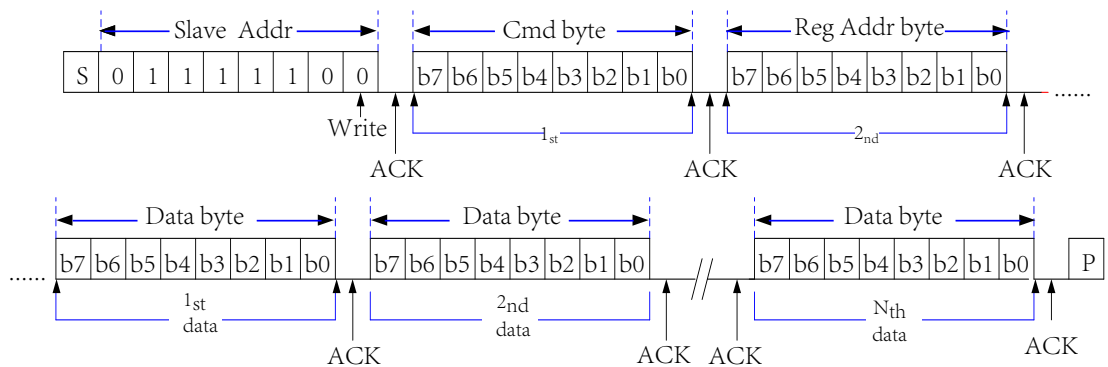 Slave Addr Cmd byte Reg Addr byte
S 0 1 1 1 1 1 0 0 b7 b6 b5 b4 b3 b2 b1 b0 b7 b6 b5 b4 b3 b2 b1 b0 ......
Write 1st 2nd
ACK ACK ACK
Data byte Data byte Data byte
...... b7 b6 b5 b4 b3 b2 b1 b0 b7 b6 b5 b4 b3 b2 b1 b0 // b7 b6 b5 b4 b3 b2 b1 b0 P
1st 2nd Nth
data data data
ACK ACK ACK ACK